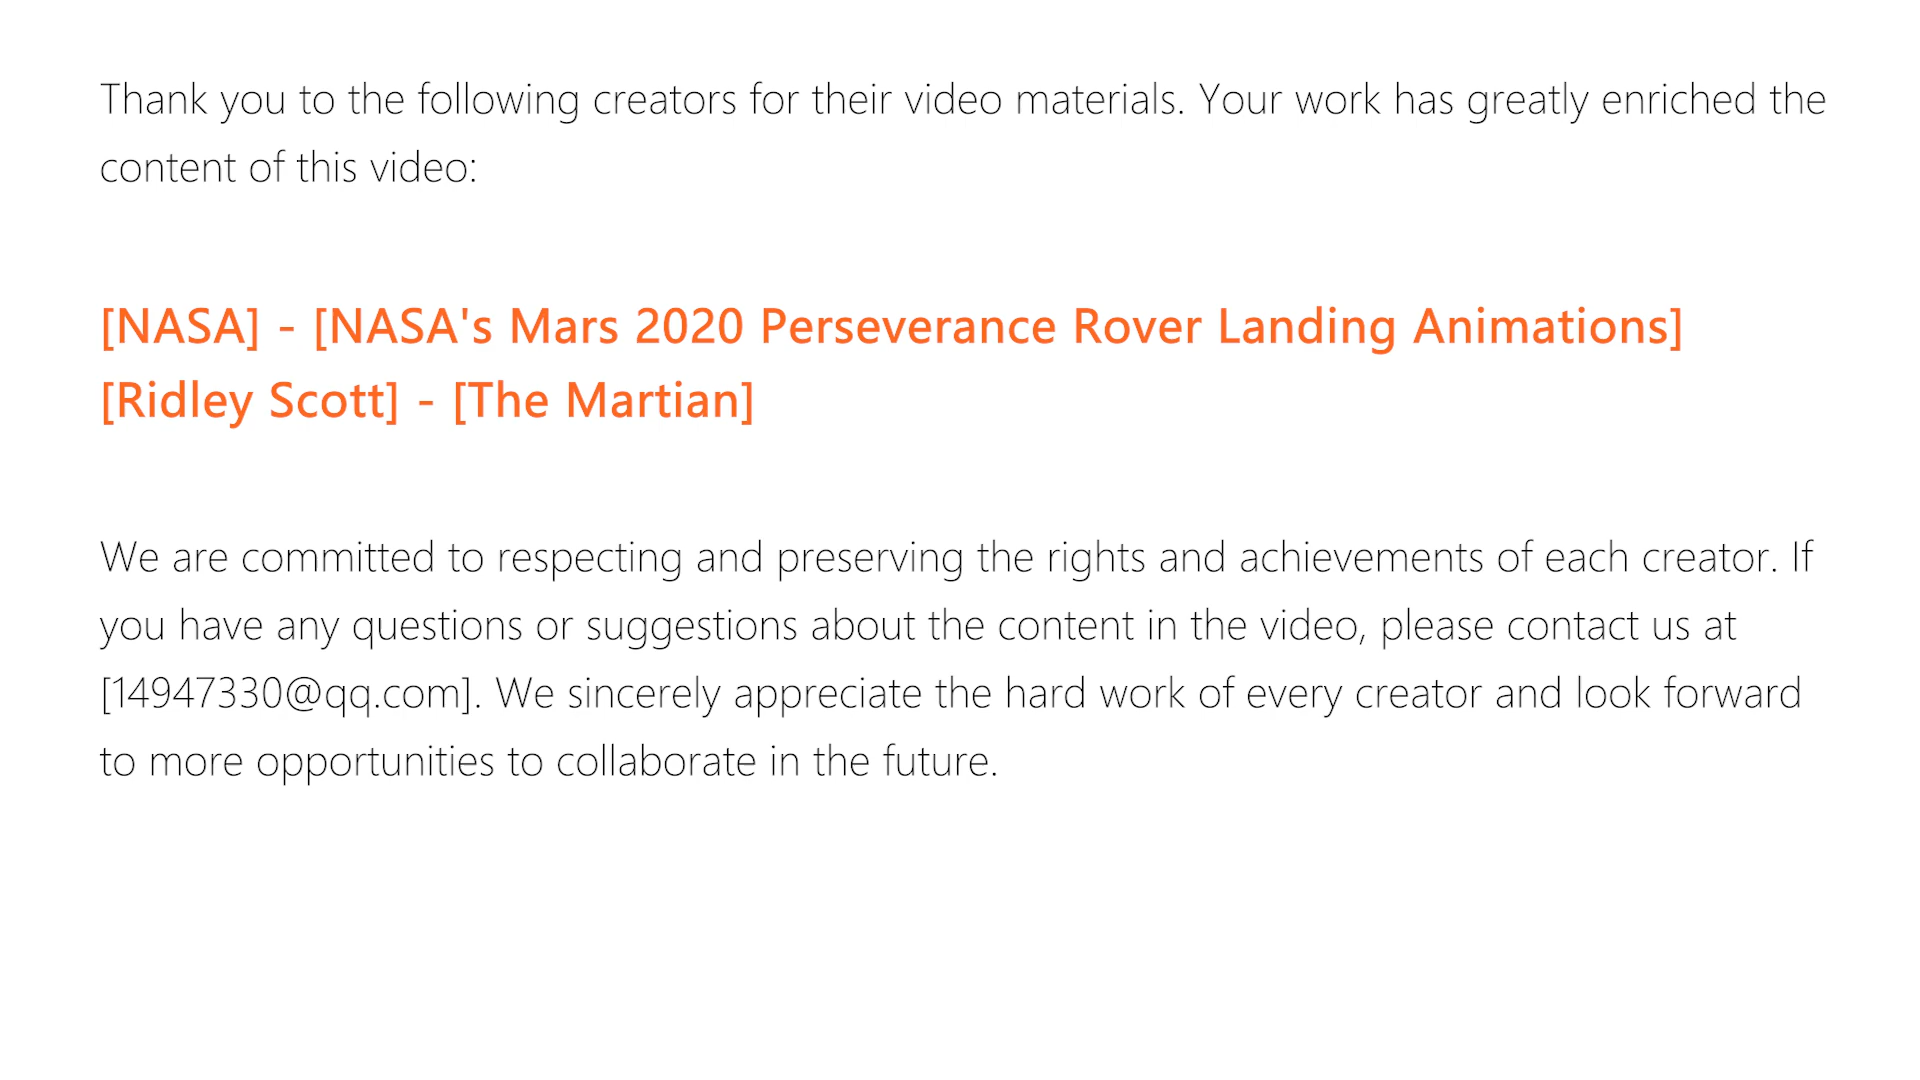 Thank you to the following creators for their video materials. Your work has greatly enriched the
content of this video:
[NASA] - [NASA's Mars 2020 Perseverance Rover Landing Animations]
[Ridley Scott] - [The Martian]
We are committed to respecting and preserving the rights and achievements of each creator. If
you have any questions or suggestions about the content in the video, please contact us at
[14947330@qq.com]. We sincerely appreciate the hard work of every creator and look forward
to more opportunities to collaborate in the future.